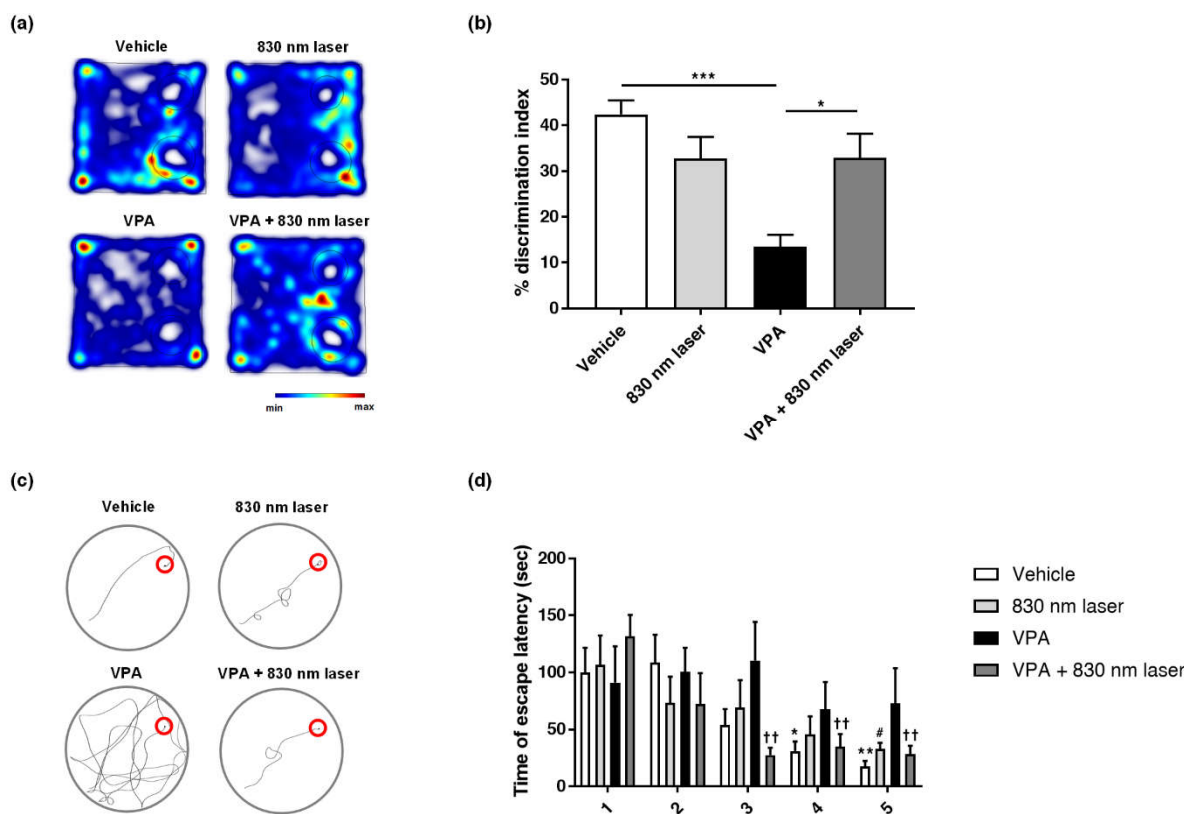 (a)
Vehicle
830 nm laser
VPA
VPA + 830 nm laser
min
max
(b)
% discrimination index
50
40
30
20
10
0
***
*
Vehicle
830 nm laser
VPA
VPA + 830 nm laser
(c)
Vehicle
830 nm laser
VPA
VPA + 830 nm laser
(d)
Time of escape latency (sec)
200
150
100
50
0
††
*
††
**
#
††
1
2
3
4
5
Vehicle
830 nm laser
VPA
VPA + 830 nm laser